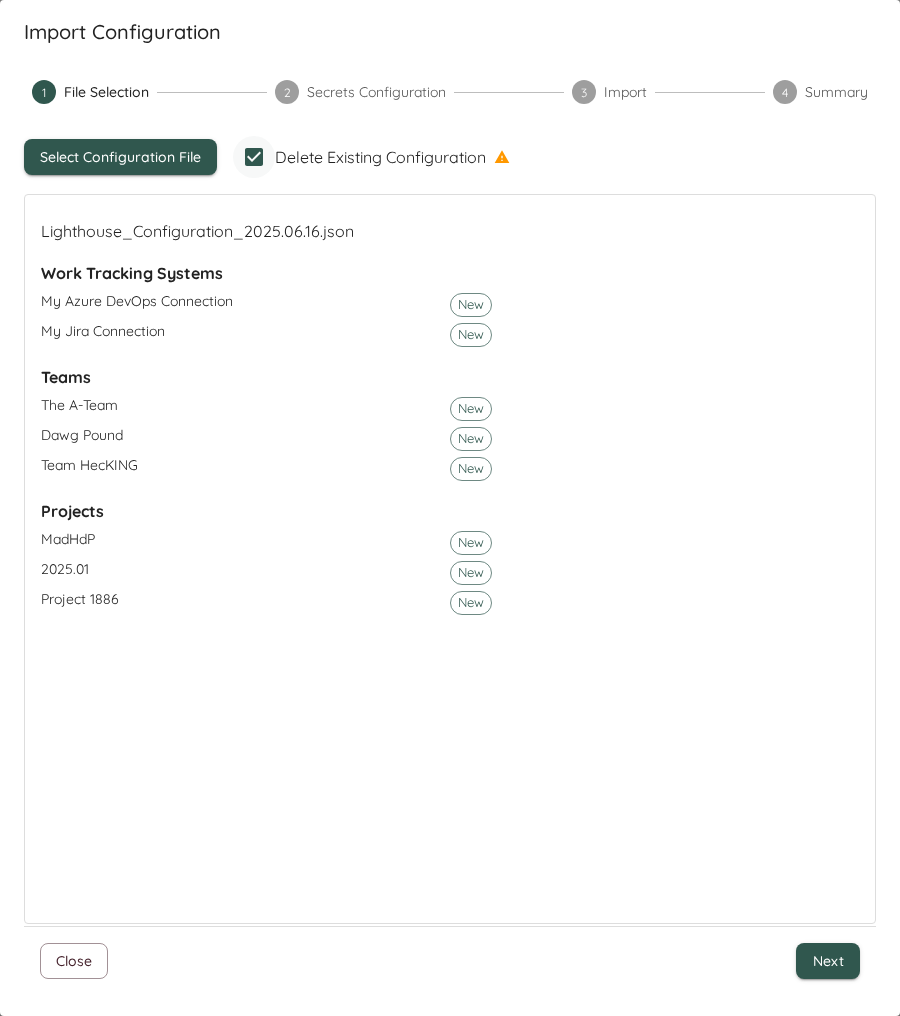 Import Configuration
1 File Selection 2 Secrets Configuration 3 Import 4 Summary
Select Configuration File Delete Existing Configuration
Lighthouse_Configuration_2025.06.16.json
Work Tracking Systems
My Azure DevOps Connection New
My Jira Connection New
Teams
The A-Team New
Dawg Pound New
Team HecKING New
Projects
MadHdP New
2025.01 New
Project 1886 New
Close Next